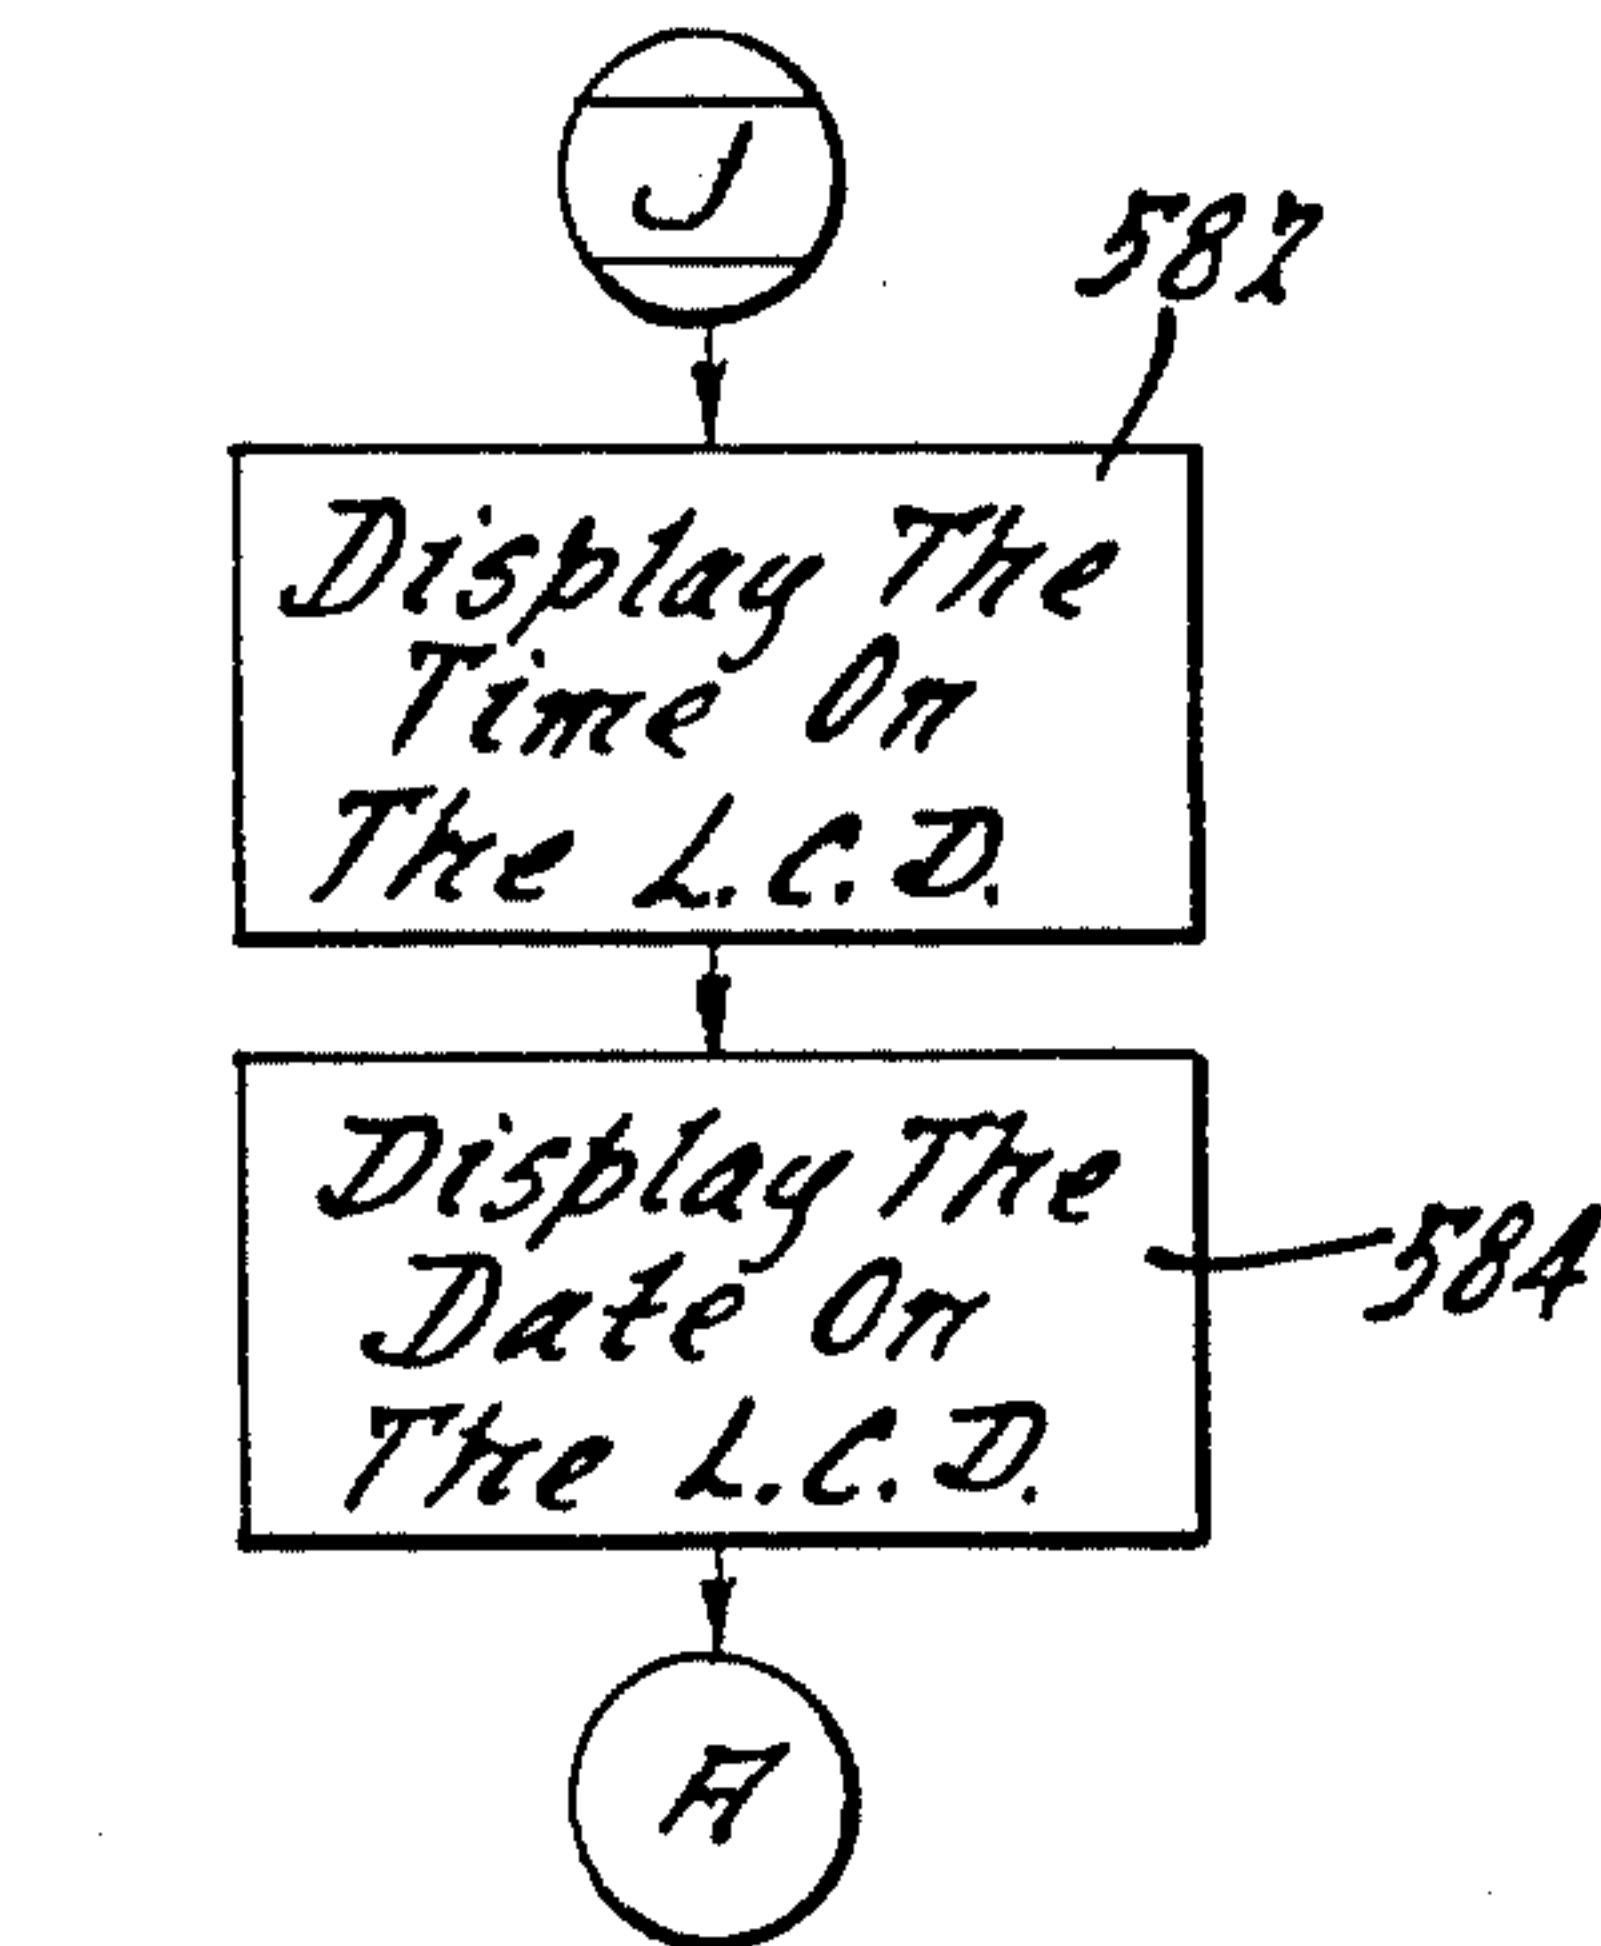 J
582
Display The
Time On
The L.C.D.
Display The
Date On
The L.C.D.
584
A